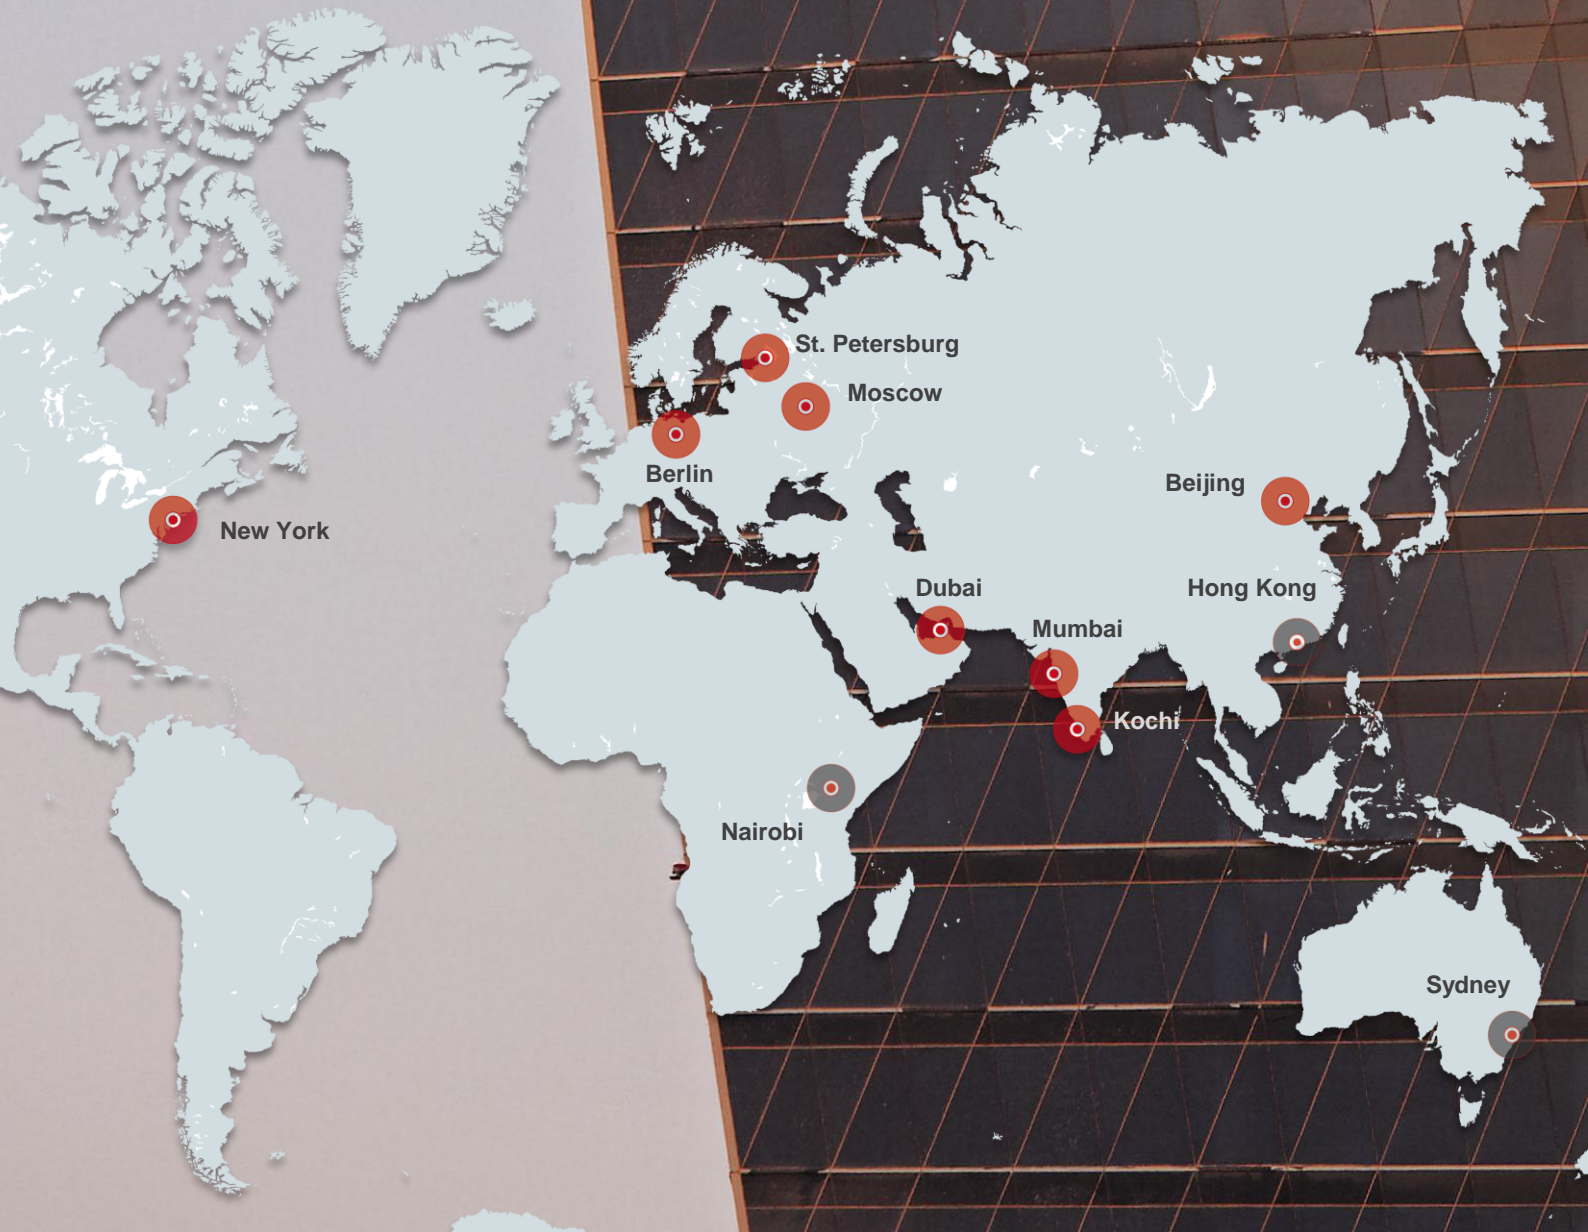 St. Petersburg
Moscow
Berlin
Beijing
New York
Dubai
Hong Kong
Mumbai
Kochi
Nairobi
Sydney